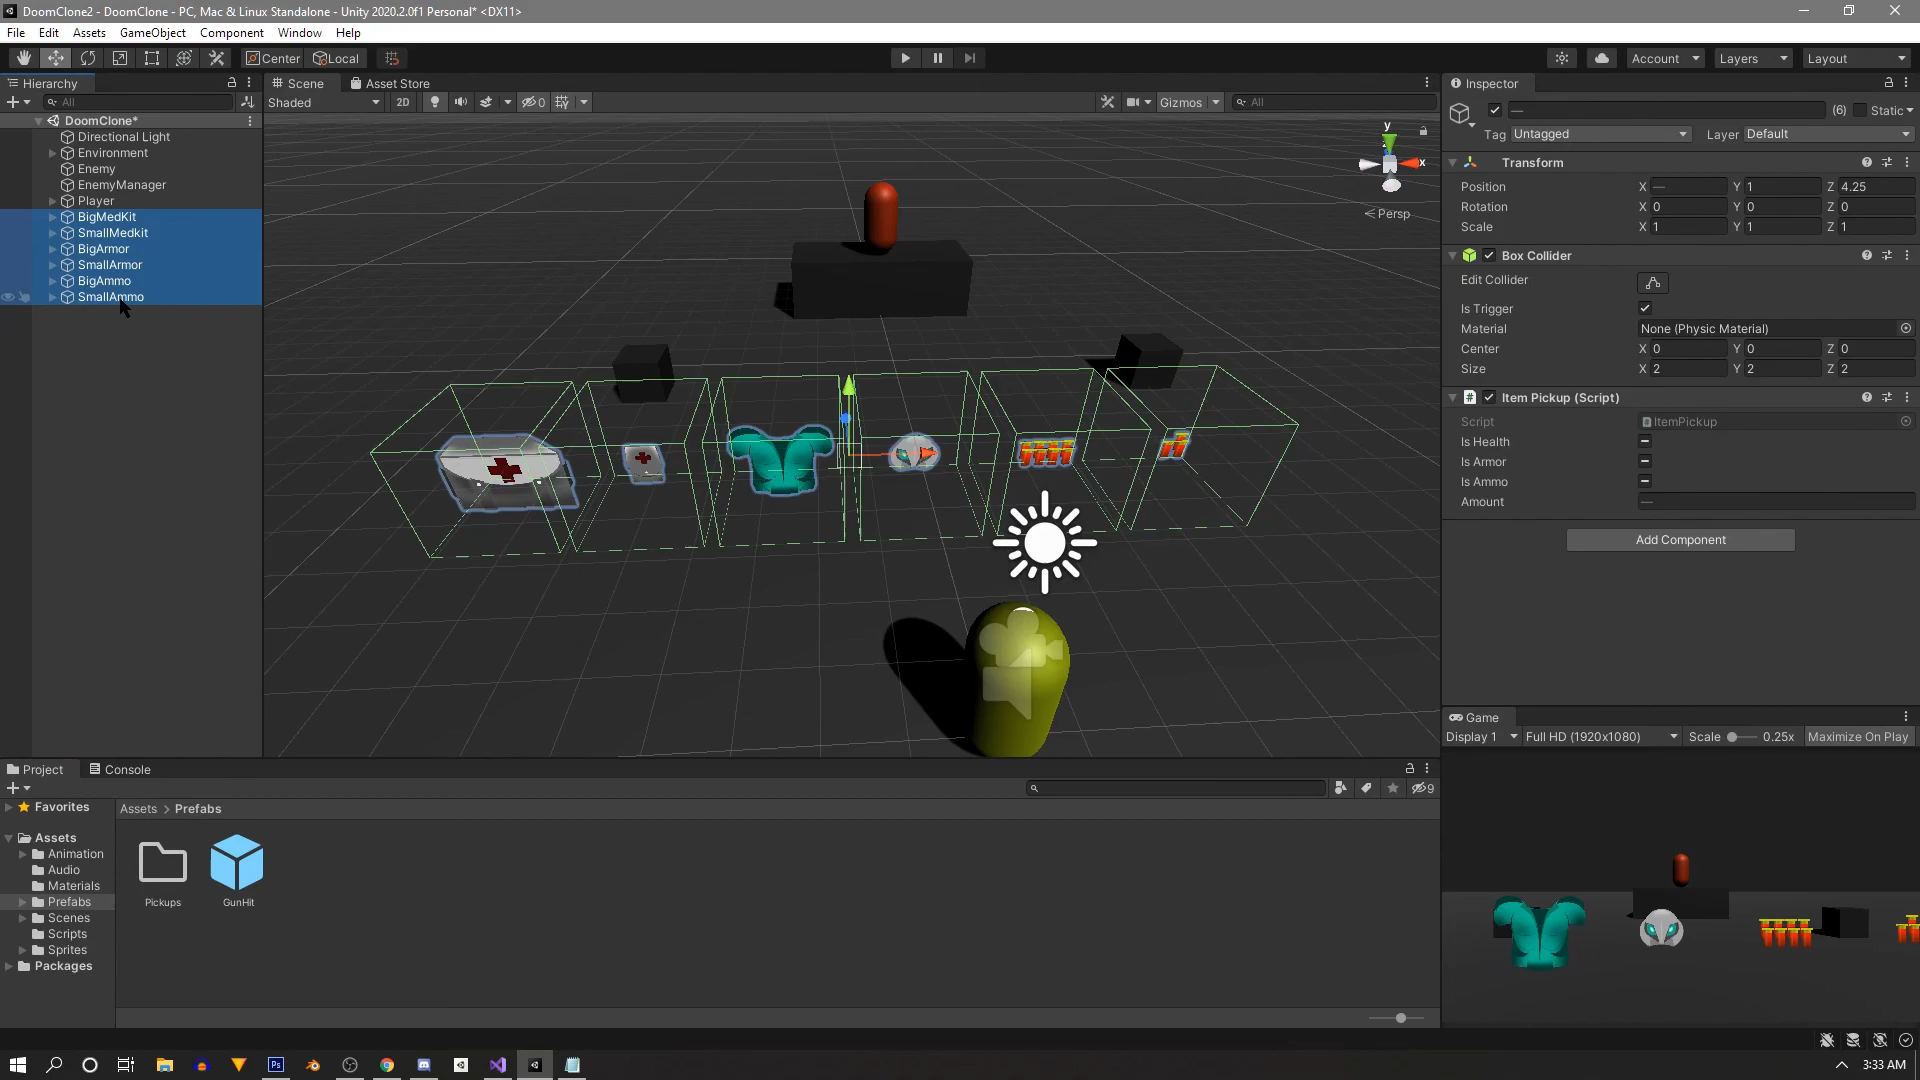 DoomClone2 - DoomClone - PC, Mac & Linux Standalone - Unity 2020.2.0f1 Personal* <DX11>
File Edit Assets GameObject Component Window Help
Center Local Account Layers Layout
Hierarchy
All
DoomClone*
Directional Light
Environment
Enemy
EnemyManager
Player
BigMedKit
SmallMedkit
BigArmor
SmallArmor
BigAmmo
SmallAmmo
Scene Asset Store
Shaded 2D 0 Gizmos All
y
x
Persp
Inspector
(6) Static
Tag Untagged Layer Default
Transform
Position X — Y 1 Z 4.25
Rotation X 0 Y 0 Z 0
Scale X 1 Y 1 Z 1
Box Collider
Edit Collider
Is Trigger
Material None (Physic Material)
Center X 0 Y 0 Z 0
Size X 2 Y 2 Z 2
# Item Pickup (Script)
Script # ItemPickup
Is Health
Is Armor
Is Ammo
Amount —
Add Component
Game
Display 1 Full HD (1920x1080) Scale 0.25x Maximize On Play
Project Console
9
Favorites
Assets
Animation
Audio
Materials
Prefabs
Scenes
Scripts
Sprites
Packages
Assets > Prefabs
Pickups GunHit
Ps
3:33 AM